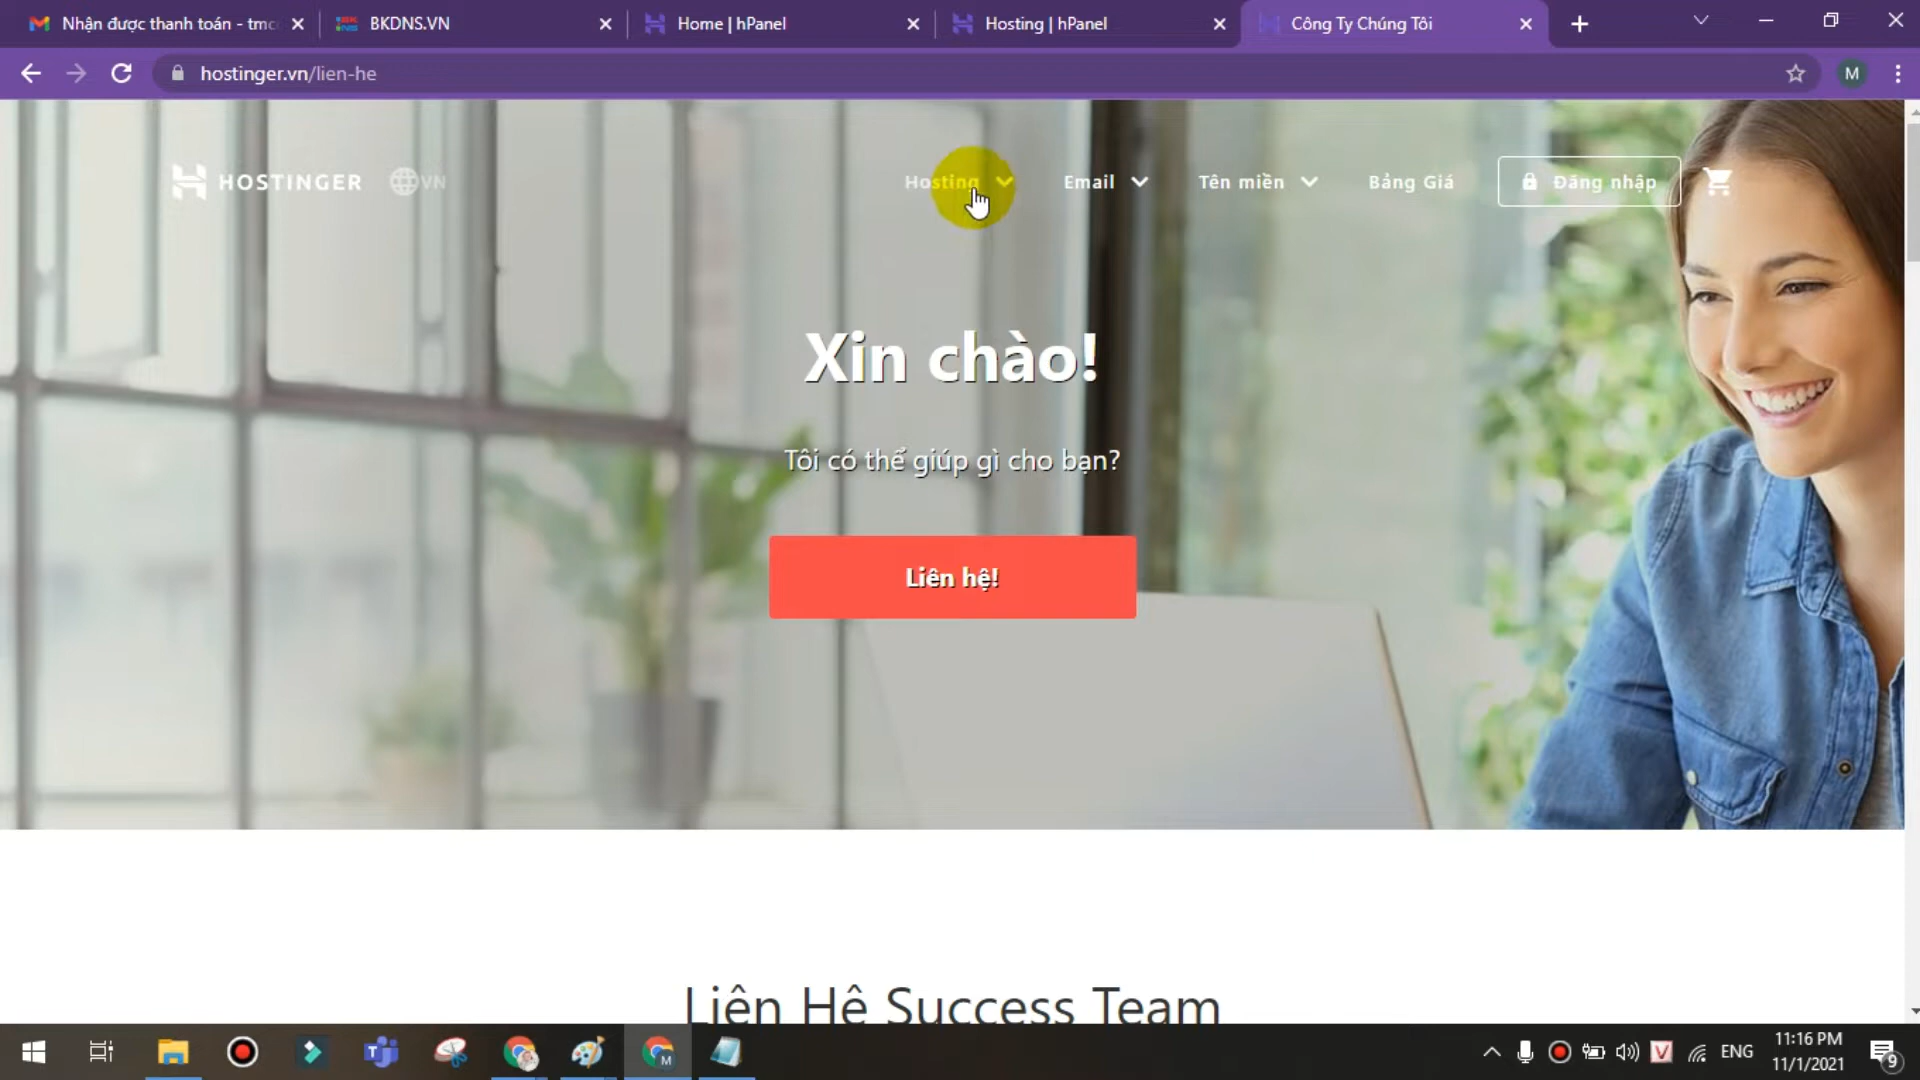 Nhận được thanh toán - tmc
BKDNS.VN
Home | hPanel
Hosting | hPanel
Công Ty Chúng Tôi
hostinger.vn/lien-he
M
HOSTINGER
VN
Hosting
Email
Tên miền
Bảng Giá
Đăng nhập
Xin chào!
Tôi có thể giúp gì cho bạn?
Liên hệ!
Liên Hệ Success Team
ENG
11:16 PM
11/1/2021
9